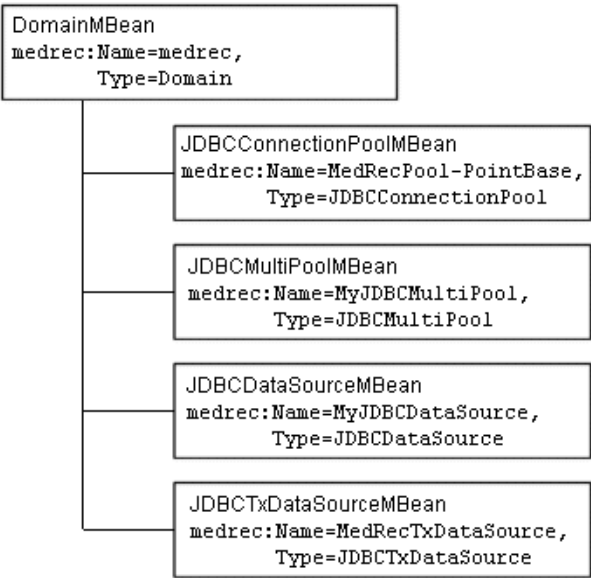 DomainMBean
medrec:Name=medrec,
Type=Domain
JDBCConnectionPoolMBean
medrec:Name=MedRecPool-PointBase,
Type=JDBCConnectionPool
JDBCMultiPoolMBean
medrec:Name=MyJDBCMultiPool,
Type=JDBCMultiPool
JDBCDataSourceMBean
medrec:Name=MyJDBCDataSource,
Type=JDBCDataSource
JDBCTxDataSourceMBean
medrec:Name=MedRecTxDataSource,
Type=JDBCTxDataSource